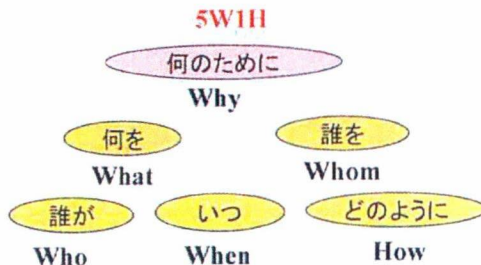 5W1H
何のために
Why
何を 誰を
What Whom
誰が いつ どのように
Who When How